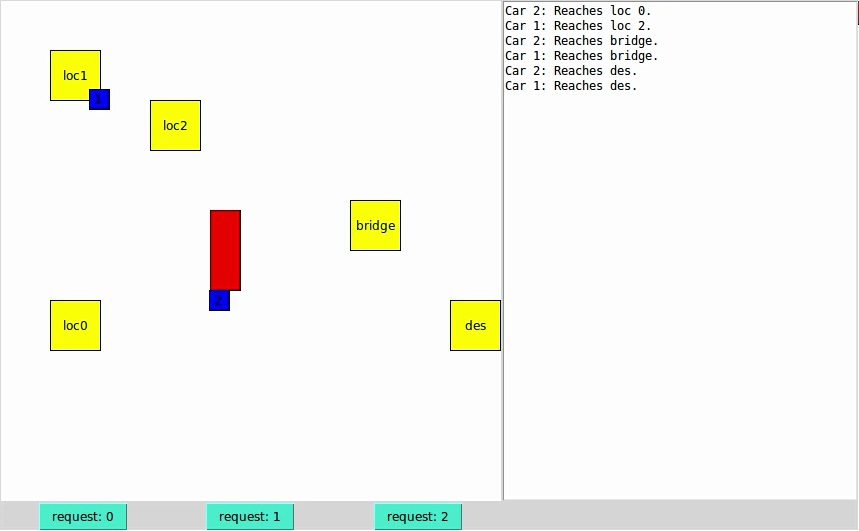 Car 2: Reaches loc 0.
Car 1: Reaches loc 2.
Car 2: Reaches bridge.
Car 1: Reaches bridge.
Car 2: Reaches des.
Car 1: Reaches des.
loc1
1
loc2
bridge
2
loc0
des
request: 0
request: 1
request: 2